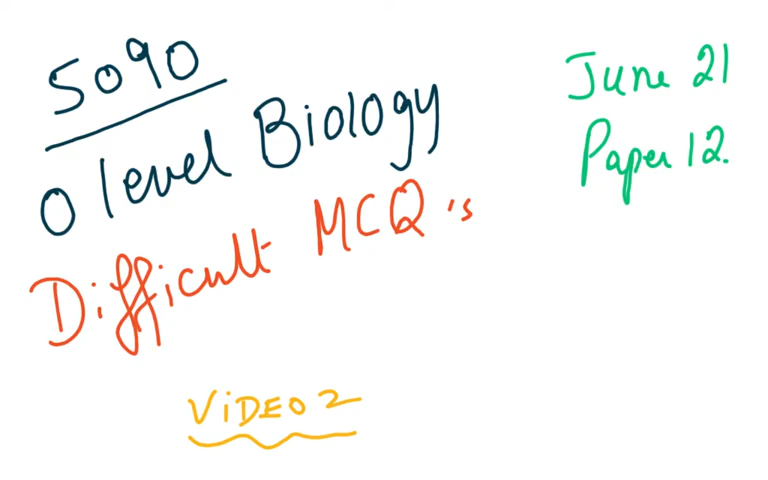 5090
O level Biology
Difficult MCQ's
ViDEO 2
June 21
Paper 12.